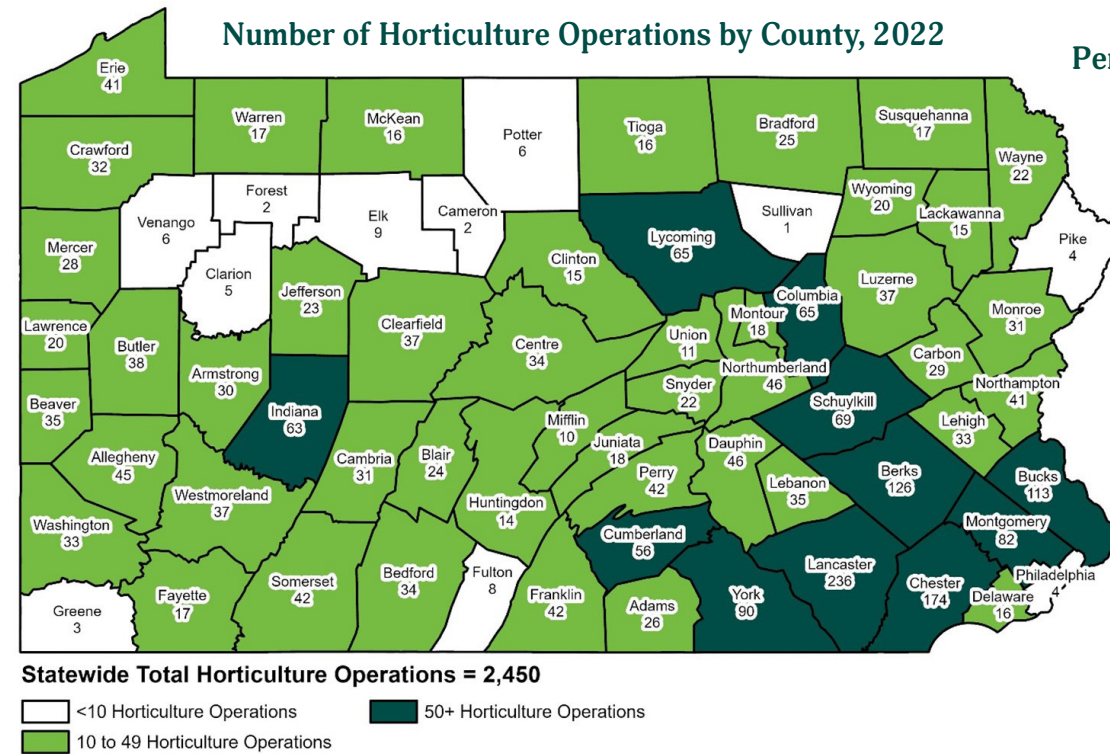 Number of Horticulture Operations by County, 2022
Per
Erie
41
Warren
17
McKean
16
Potter
6
Tioga
16
Bradford
25
Susquehanna
17
Wayne
22
Crawford
32
Venango
6
Forest
2
Elk
9
Cameron
2
Sullivan
1
Wyoming
20
Lackawanna
15
Pike
4
Mercer
28
Clarion
5
Jefferson
23
Clinton
15
Lycoming
65
Columbia
65
Luzerne
37
Monroe
31
Lawrence
20
Butler
38
Armstrong
30
Clearfield
37
Centre
34
Union
11
Montour
18
Northumberland
46
Snyder
22
Carbon
29
Northampton
41
Beaver
35
Indiana
63
Mifflin
10
Juniata
18
Schuylkill
69
Lehigh
33
Allegheny
45
Cambria
31
Blair
24
Perry
42
Dauphin
46
Lebanon
35
Berks
126
Bucks
113
Westmoreland
37
Huntingdon
14
Montgomery
82
Washington
33
Cumberland
56
Lancaster
236
Chester
174
Philadelphia
4
Greene
3
Fayette
17
Somerset
42
Bedford
34
Fulton
8
Franklin
42
Adams
26
York
90
Delaware
16
Statewide Total Horticulture Operations = 2,450
<10 Horticulture Operations
50+ Horticulture Operations
10 to 49 Horticulture Operations